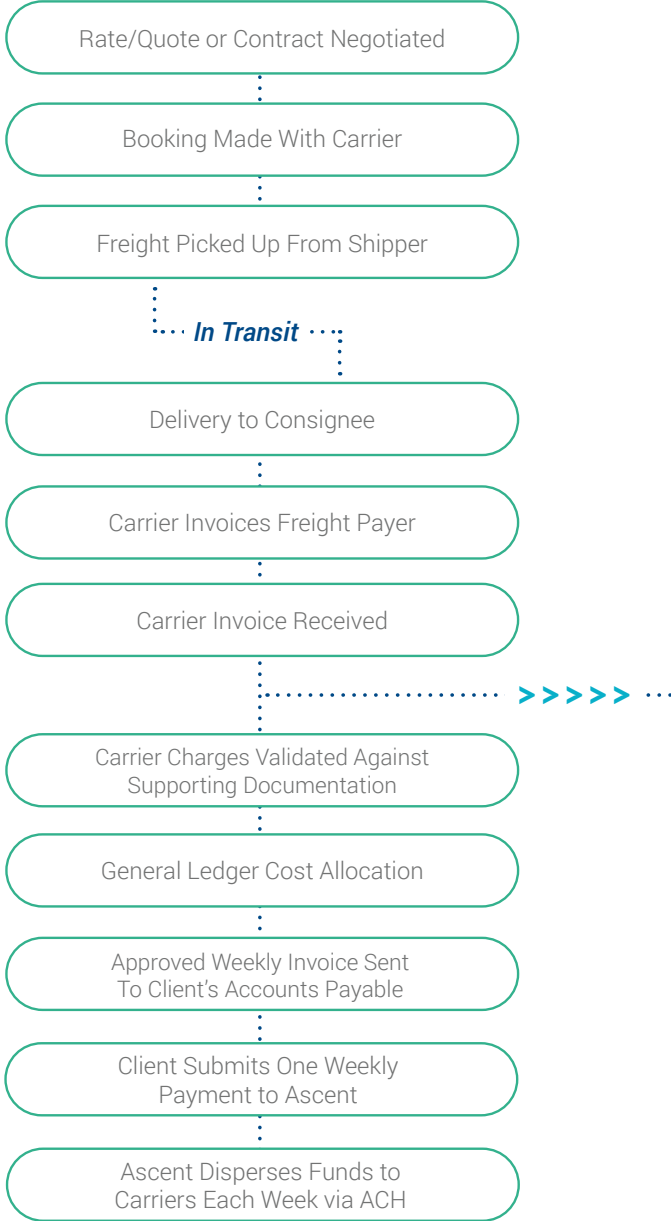 Rate/Quote or Contract Negotiated
Booking Made With Carrier
Freight Picked Up From Shipper
In Transit
Delivery to Consignee
Carrier Invoices Freight Payer
Carrier Invoice Received
>>>>>
Carrier Charges Validated Against
Supporting Documentation
General Ledger Cost Allocation
Approved Weekly Invoice Sent
To Client's Accounts Payable
Client Submits One Weekly
Payment to Ascent
Ascent Disperses Funds to
Carriers Each Week via ACH